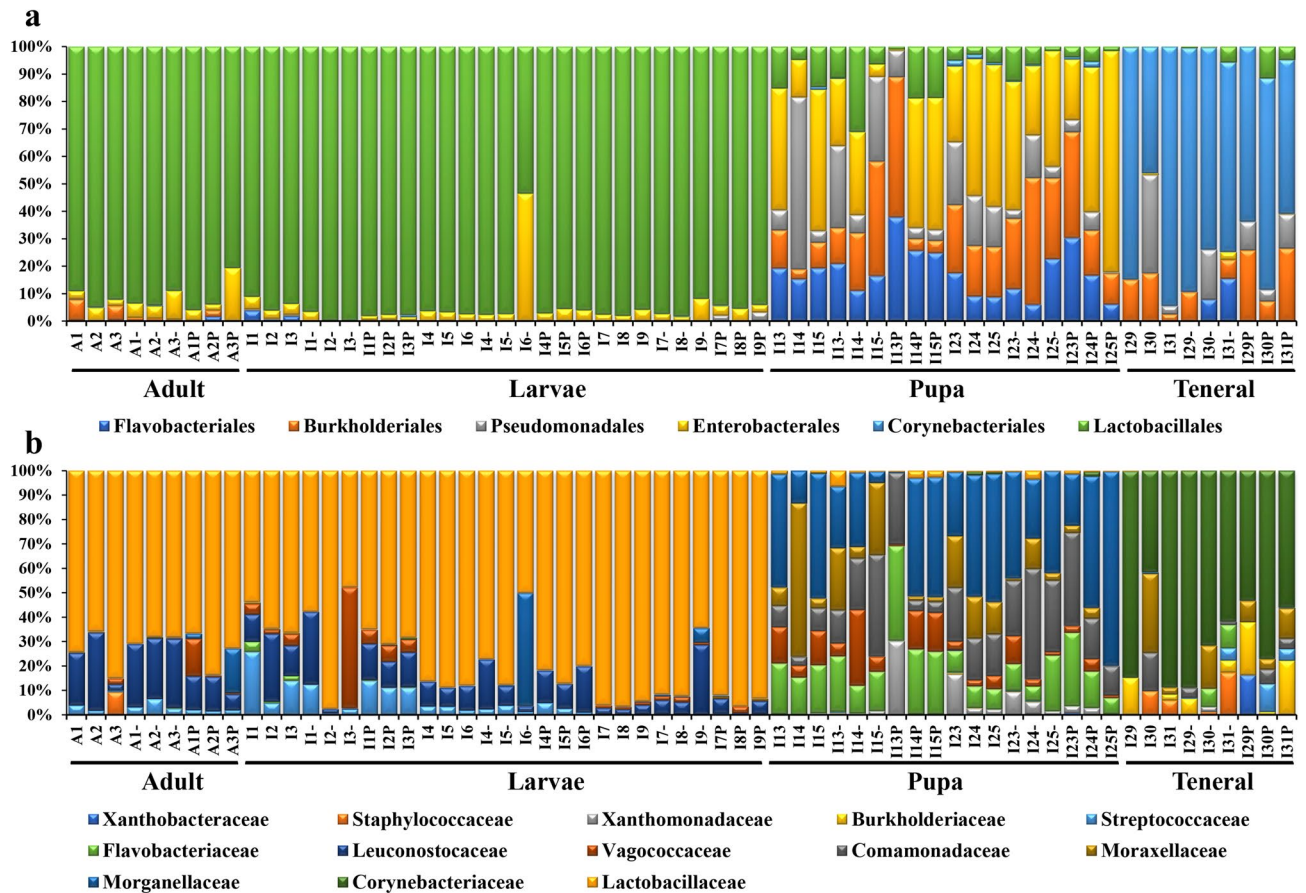 a
100%
90%
80%
70%
60%
50%
40%
30%
20%
10%
0%
A1 A2 A3 A1- A2- A3- A1P A2P A3P I1 I2 I3 I1- I2- I3- I1P I2P I3P I4 I5 I6 I4- I5- I6- I4P I5P I6P I7 I8 I9 I7- I8- I9- I7P I8P I9P I13 I14 I15 I13- I14- I15- I13P I14P I15P I23 I24 I25 I23- I24- I25- I23P I24P I25P I29 I30 I31 I29- I30- I31- I29P I30P I31P
Adult Larvae Pupa Teneral
Flavobacteriales Burkholderiales Pseudomonadales Enterobacterales Corynebacteriales Lactobacillales
b
100%
90%
80%
70%
60%
50%
40%
30%
20%
10%
0%
A1 A2 A3 A1- A2- A3- A1P A2P A3P I1 I2 I3 I1- I2- I3- I1P I2P I3P I4 I5 I6 I4- I5- I6- I4P I5P I6P I7 I8 I9 I7- I8- I9- I7P I8P I9P I13 I14 I15 I13- I14- I15- I13P I14P I15P I23 I24 I25 I23- I24- I25- I23P I24P I25P I29 I30 I31 I29- I30- I31- I29P I30P I31P
Adult Larvae Pupa Teneral
Xanthobacteraceae Staphylococcaceae Xanthomonadaceae Burkholderiaceae Streptococcaceae
Flavobacteriaceae Leuconostocaceae Vagococcaceae Comamonadaceae Moraxellaceae
Morganellaceae Corynebacteriaceae Lactobacillaceae